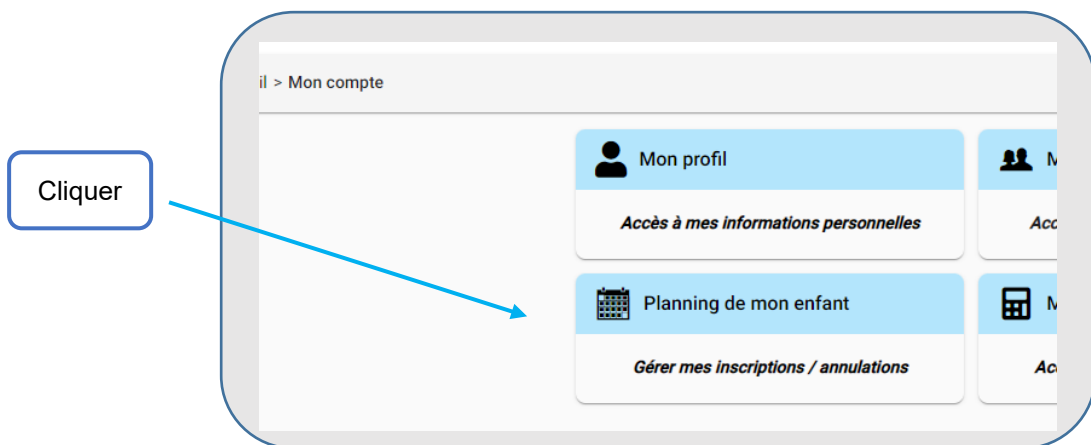 il > Mon compte
Cliquer
Mon profil
Accès à mes informations personnelles
Planning de mon enfant
Gérer mes inscriptions / annulations